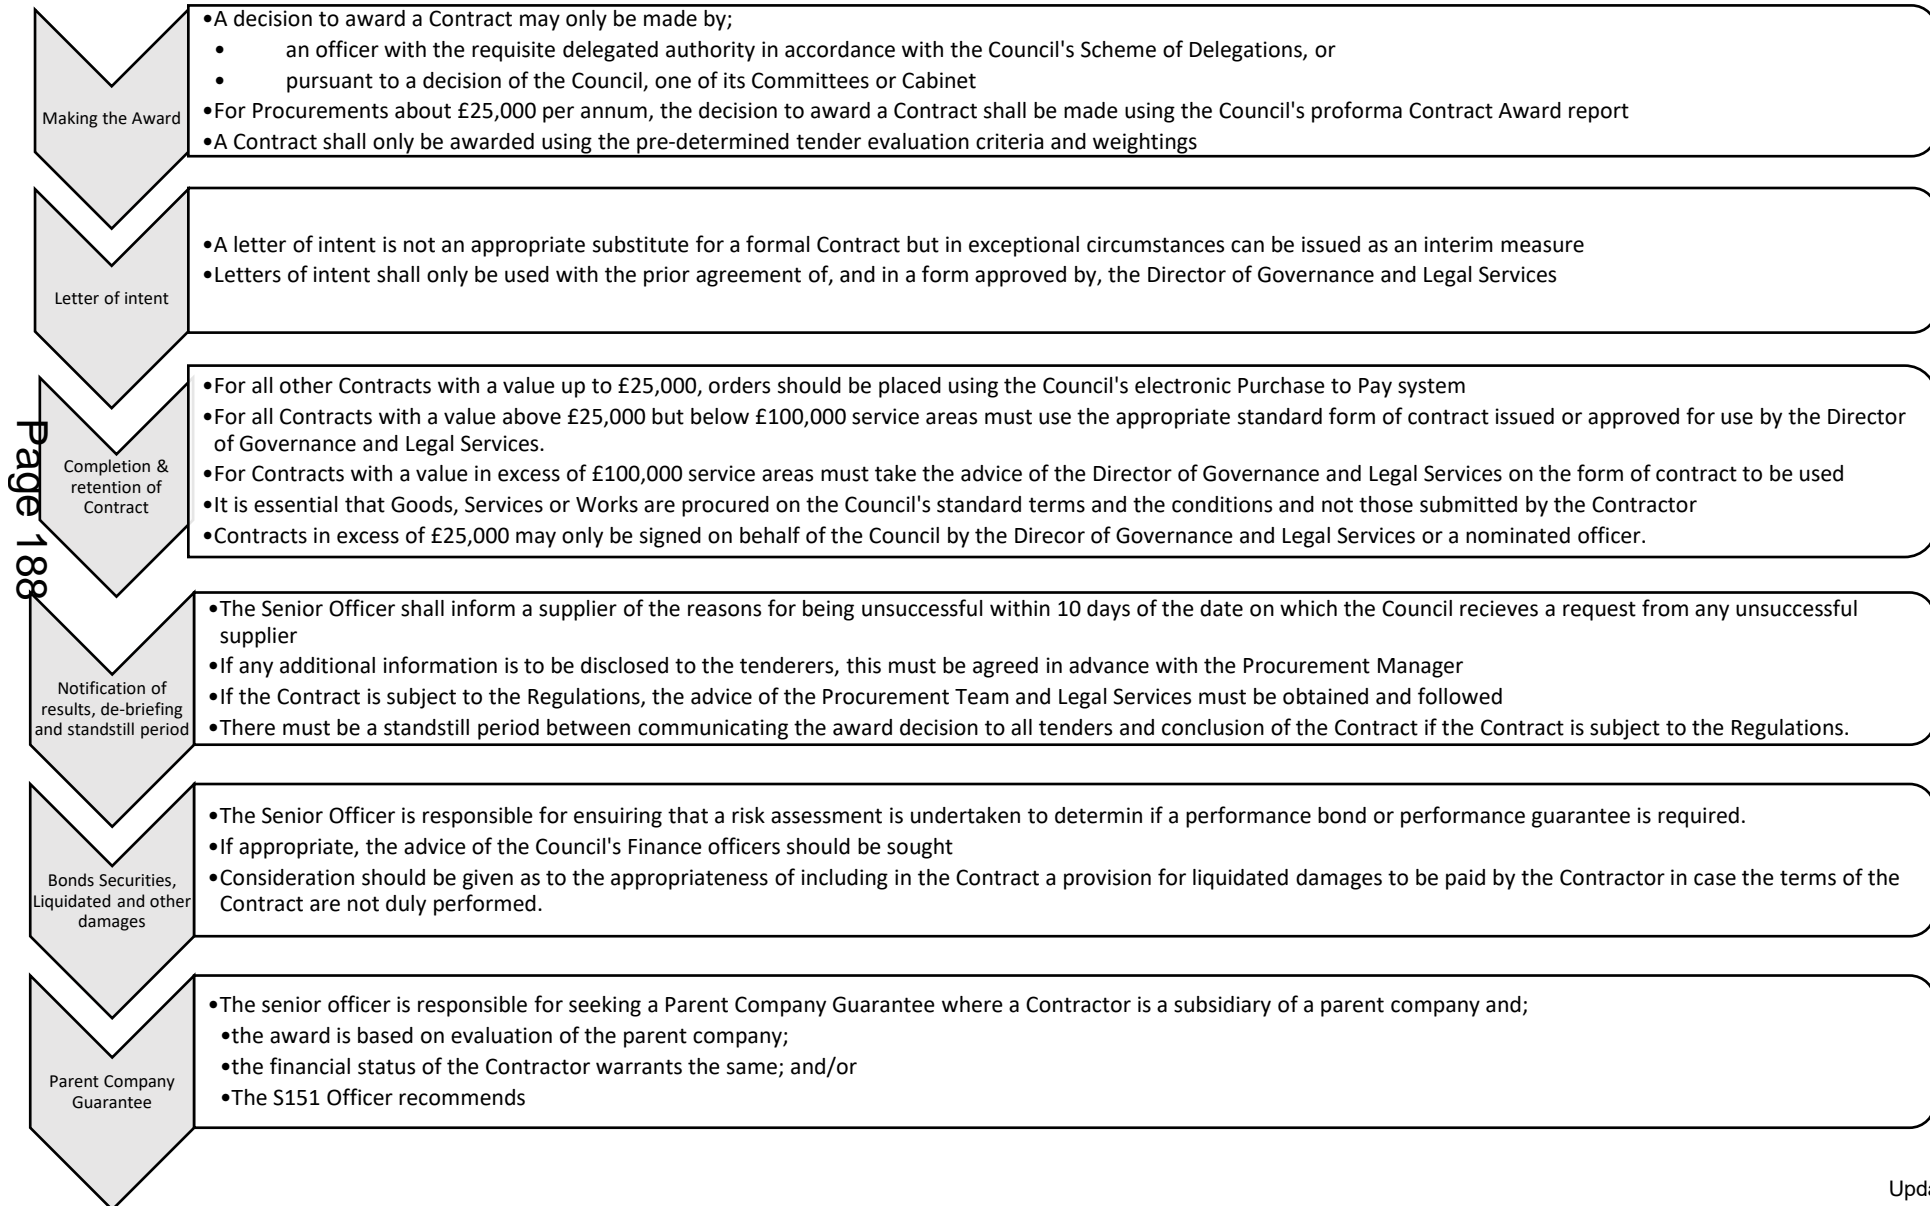 Making the Award
•A decision to award a Contract may only be made by;
• an officer with the requisite delegated authority in accordance with the Council's Scheme of Delegations, or
• pursuant to a decision of the Council, one of its Committees or Cabinet
•For Procurements about £25,000 per annum, the decision to award a Contract shall be made using the Council's proforma Contract Award report
•A Contract shall only be awarded using the pre-determined tender evaluation criteria and weightings
Letter of intent
•A letter of intent is not an appropriate substitute for a formal Contract but in exceptional circumstances can be issued as an interim measure
•Letters of intent shall only be used with the prior agreement of, and in a form approved by, the Director of Governance and Legal Services
Completion &
retention of
Contract
•For all other Contracts with a value up to £25,000, orders should be placed using the Council's electronic Purchase to Pay system
•For all Contracts with a value above £25,000 but below £100,000 service areas must use the appropriate standard form of contract issued or approved for use by the Director
of Governance and Legal Services.
•For Contracts with a value in excess of £100,000 service areas must take the advice of the Director of Governance and Legal Services on the form of contract to be used
•It is essential that Goods, Services or Works are procured on the Council's standard terms and the conditions and not those submitted by the Contractor
•Contracts in excess of £25,000 may only be signed on behalf of the Council by the Direcor of Governance and Legal Services or a nominated officer.
Page 188
Notification of
results, de-briefing
and standstill period
•The Senior Officer shall inform a supplier of the reasons for being unsuccessful within 10 days of the date on which the Council recieves a request from any unsuccessful
supplier
•If any additional information is to be disclosed to the tenderers, this must be agreed in advance with the Procurement Manager
•If the Contract is subject to the Regulations, the advice of the Procurement Team and Legal Services must be obtained and followed
•There must be a standstill period between communicating the award decision to all tenders and conclusion of the Contract if the Contract is subject to the Regulations.
Bonds Securities,
Liquidated and other
damages
•The Senior Officer is responsible for ensuiring that a risk assessment is undertaken to determin if a performance bond or performance guarantee is required.
•If appropriate, the advice of the Council's Finance officers should be sought
•Consideration should be given as to the appropriateness of including in the Contract a provision for liquidated damages to be paid by the Contractor in case the terms of the
Contract are not duly performed.
Parent Company
Guarantee
•The senior officer is responsible for seeking a Parent Company Guarantee where a Contractor is a subsidiary of a parent company and;
•the award is based on evaluation of the parent company;
•the financial status of the Contractor warrants the same; and/or
•The S151 Officer recommends
Upda